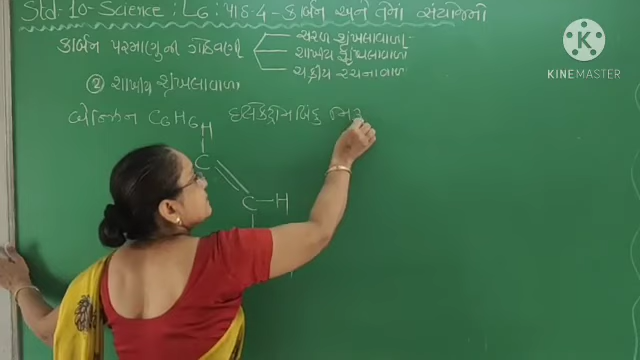 Std-10-Science : L6 : પાઠ-4 - કાર્બન અને તેનાં સંયોજનો
કાર્બન પરમાણુની ગોઠવણી
સરળ શૃંખલાવાળા
શાખીય શૃંખલાવાળા
ચક્રીય રચનાવાળા
② શાખીય શૃંખલાવાળા
બેન્ઝિન C6H6 ઇલેક્ટ્રોન બિંદુ
H
C
C—H
KINEMASTER